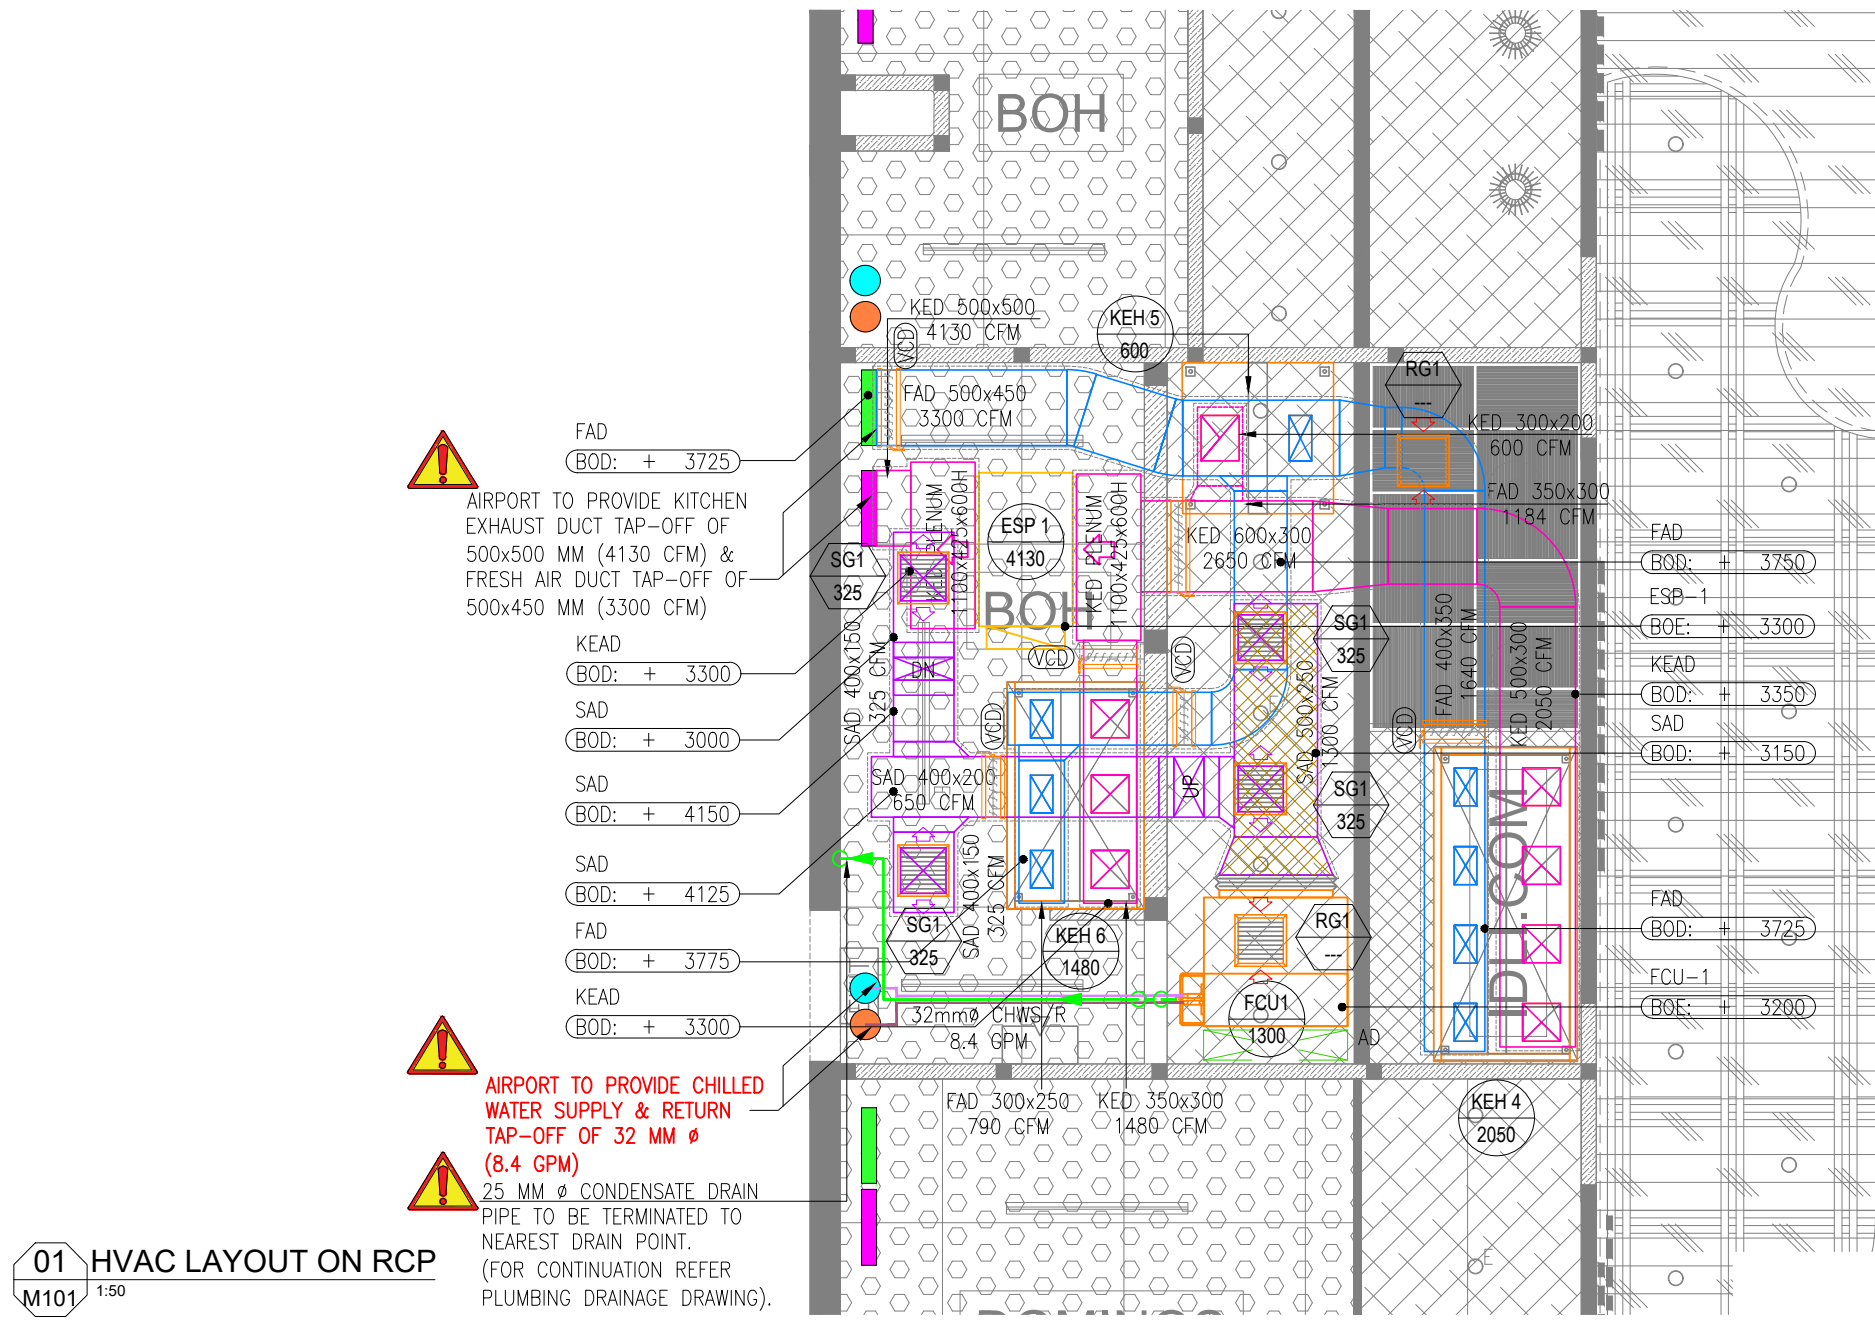 BOH
KED 500x500
4130 CFM
VCD
KEH 5
600
RG1
---
FAD 500x450
3300 CFM
KED 300x200
600 CFM
FAD
BOD: + 3725
AIRPORT TO PROVIDE KITCHEN
EXHAUST DUCT TAP-OFF OF
500x500 MM (4130 CFM) &
FRESH AIR DUCT TAP-OFF OF
500x450 MM (3300 CFM)
KED PLENUM
1100x425x600H
ESP 1
4130
KED PLENUM
1100x425x600H
FAD 350x300
1184 CFM
KED 600x300
2650 CFM
SG1
325
BOH
FAD
BOD: + 3750
ESP-1
BOE: + 3300
KEAD
BOD: + 3350
SAD
BOD: + 3150
KEAD
BOD: + 3300
SAD
BOD: + 3000
SAD
BOD: + 4150
SAD
BOD: + 4125
FAD
BOD: + 3775
KEAD
BOD: + 3300
SAD 400x150
325 CFM
DN
VCD
VCD
VCD
SG1
325
SAD 500x250
1300 CFM
FAD 400x350
1640 CFM
KED 500x300
2050 CFM
VCD
SAD 400x200
650 CFM
UP
SG1
325
SAD 400x150
325 CFM
SG1
325
KEH 6
1480
RG1
---
FCU1
1300
AD
IDLI.COM
FAD
BOD: + 3725
FCU-1
BOE: + 3200
32mmø CHWS/R
8.4 GPM
AIRPORT TO PROVIDE CHILLED
WATER SUPPLY & RETURN
TAP-OFF OF 32 MM ø
(8.4 GPM)
FAD 300x250
790 CFM
KED 350x300
1480 CFM
KEH 4
2050
25 MM ø CONDENSATE DRAIN
PIPE TO BE TERMINATED TO
NEAREST DRAIN POINT.
(FOR CONTINUATION REFER
PLUMBING DRAINAGE DRAWING).
E
01
M101
HVAC LAYOUT ON RCP
1:50